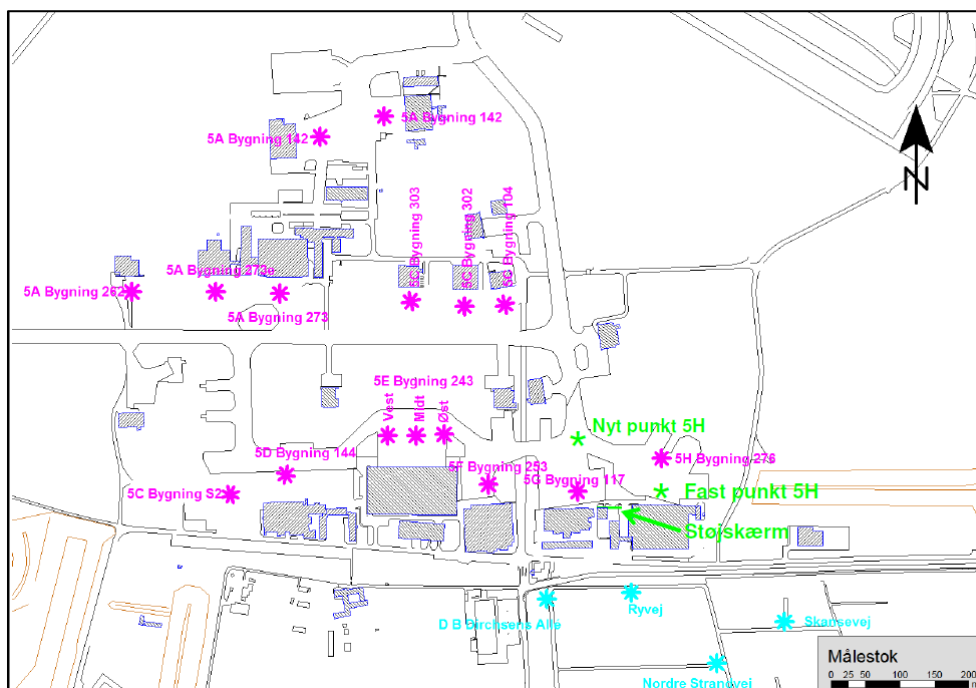 5A Bygning 142
5A Bygning 142
N
5C Bygning 303
5C Bygning 302
5C Bygning 104
5A Bygning 273e
5A Bygning 262
5A Bygning 273
5E Bygning 243
Vest
Midt
Øst
Nyt punkt 5H
5D Bygning 144
5F Bygning 253
5H Bygning 276
5C Bygning S2
5G Bygning 117
Fast punkt 5H
Støjskærm
Ryvej
D B Dirchsens Allé
Skansevej
Nordre Strandvej
Målestok
0 25 50 100 150 200